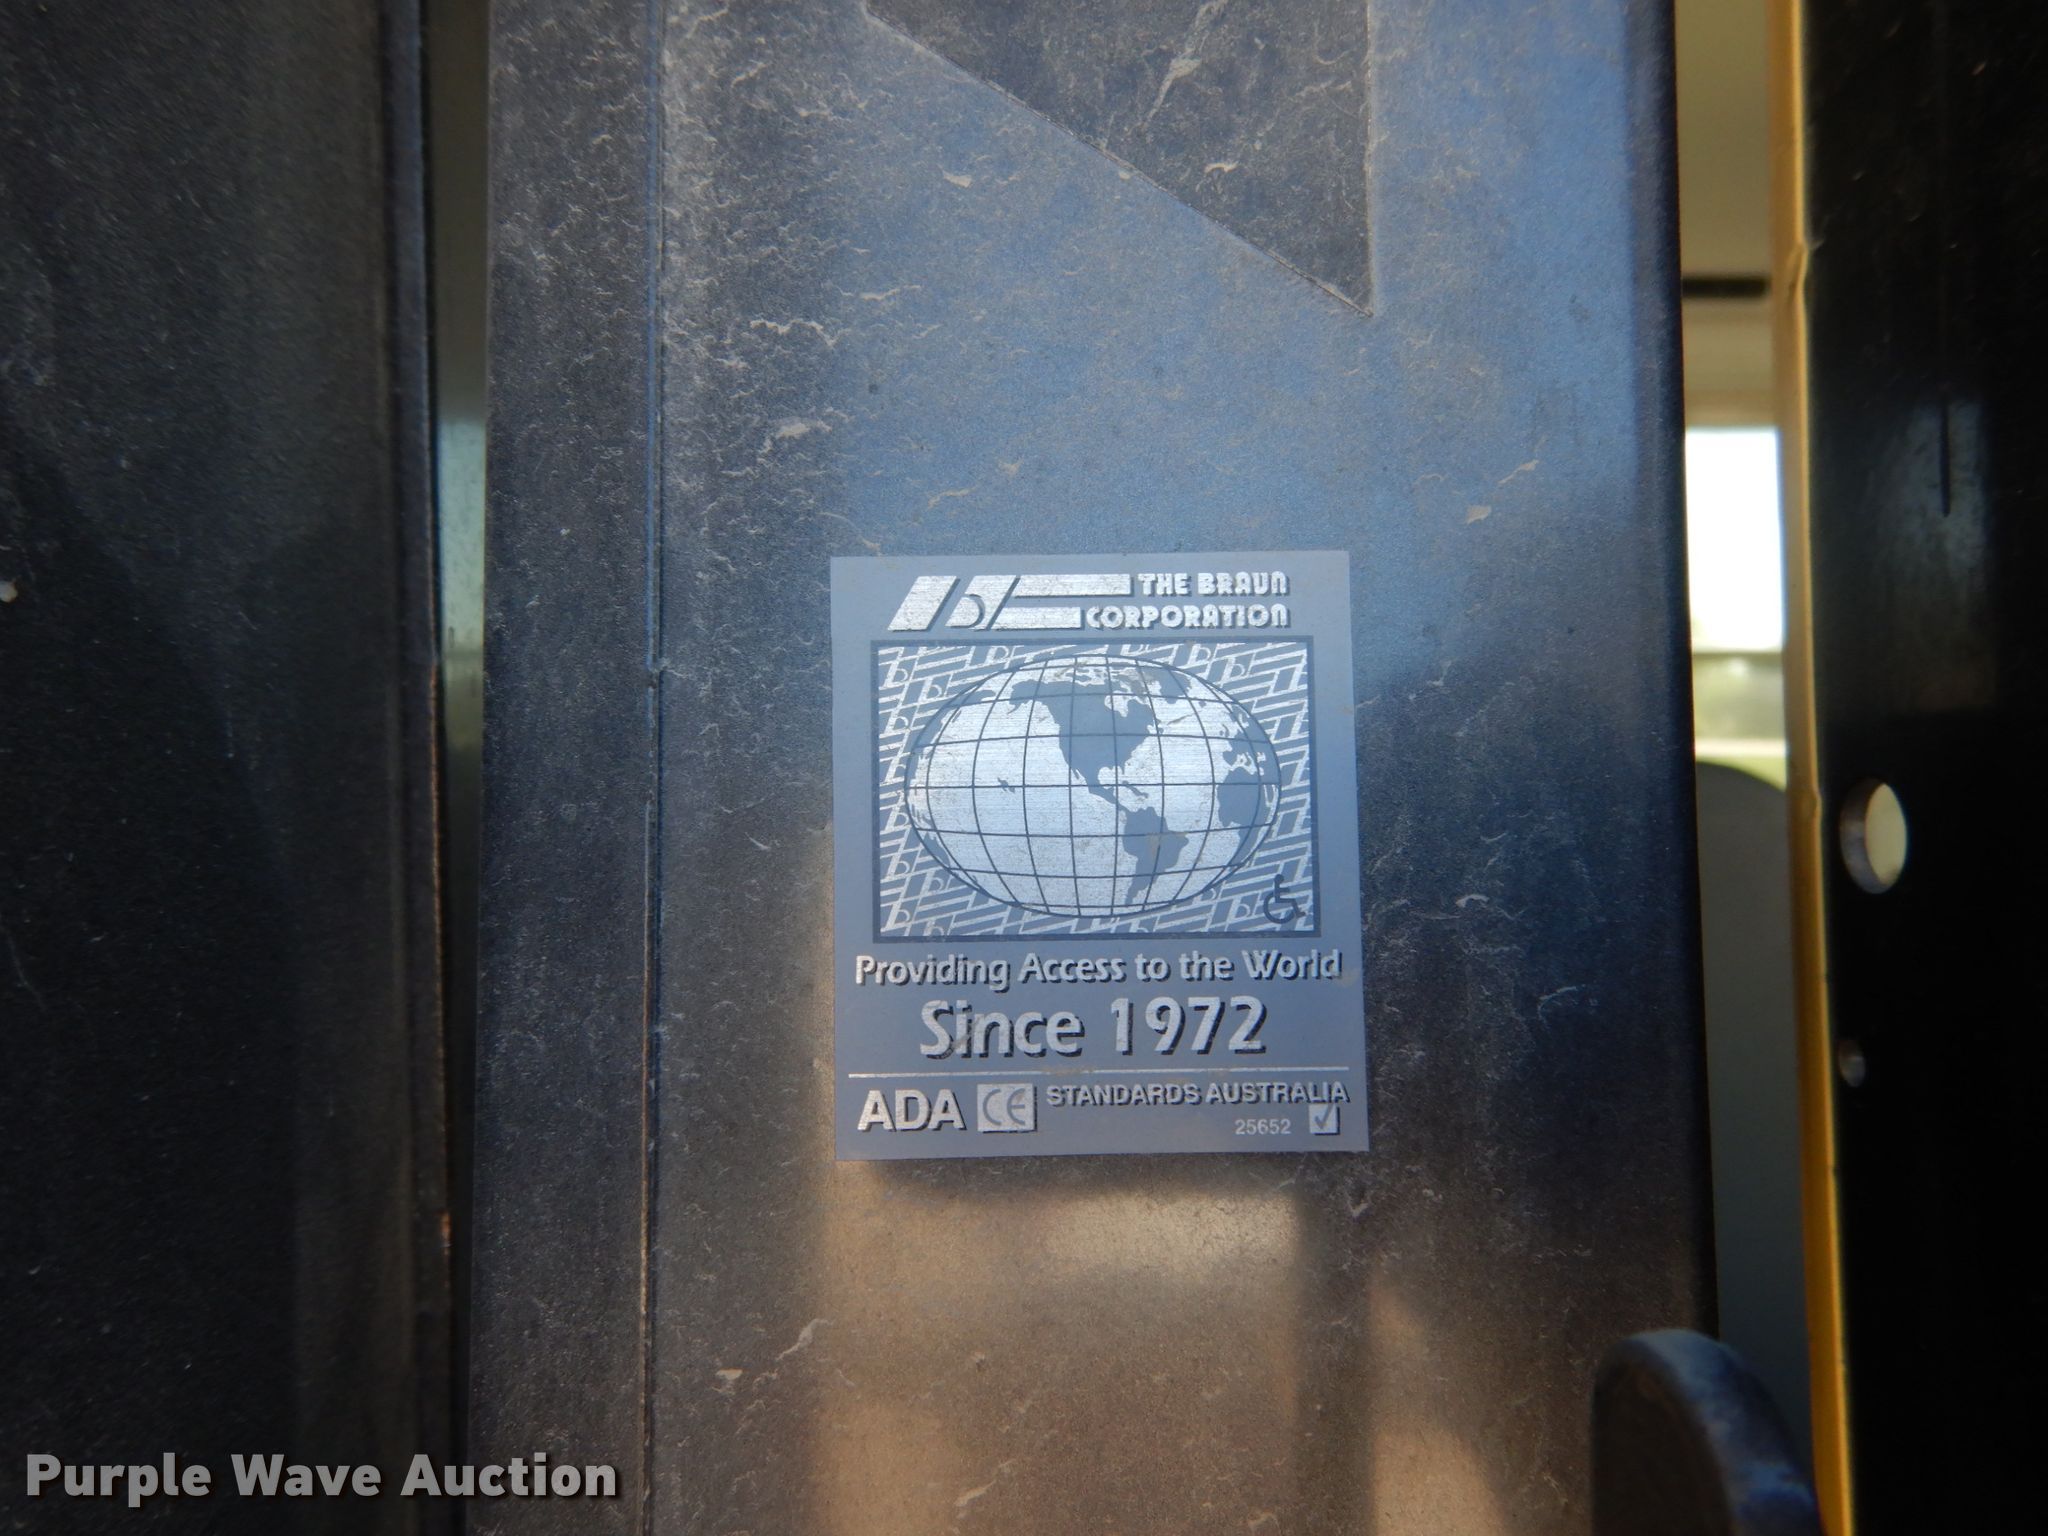 THE BRAUN
CORPORATION
Providing Access to the World
Since 1972
ADA CE STANDARDS AUSTRALIA
25652
Purple Wave Auction